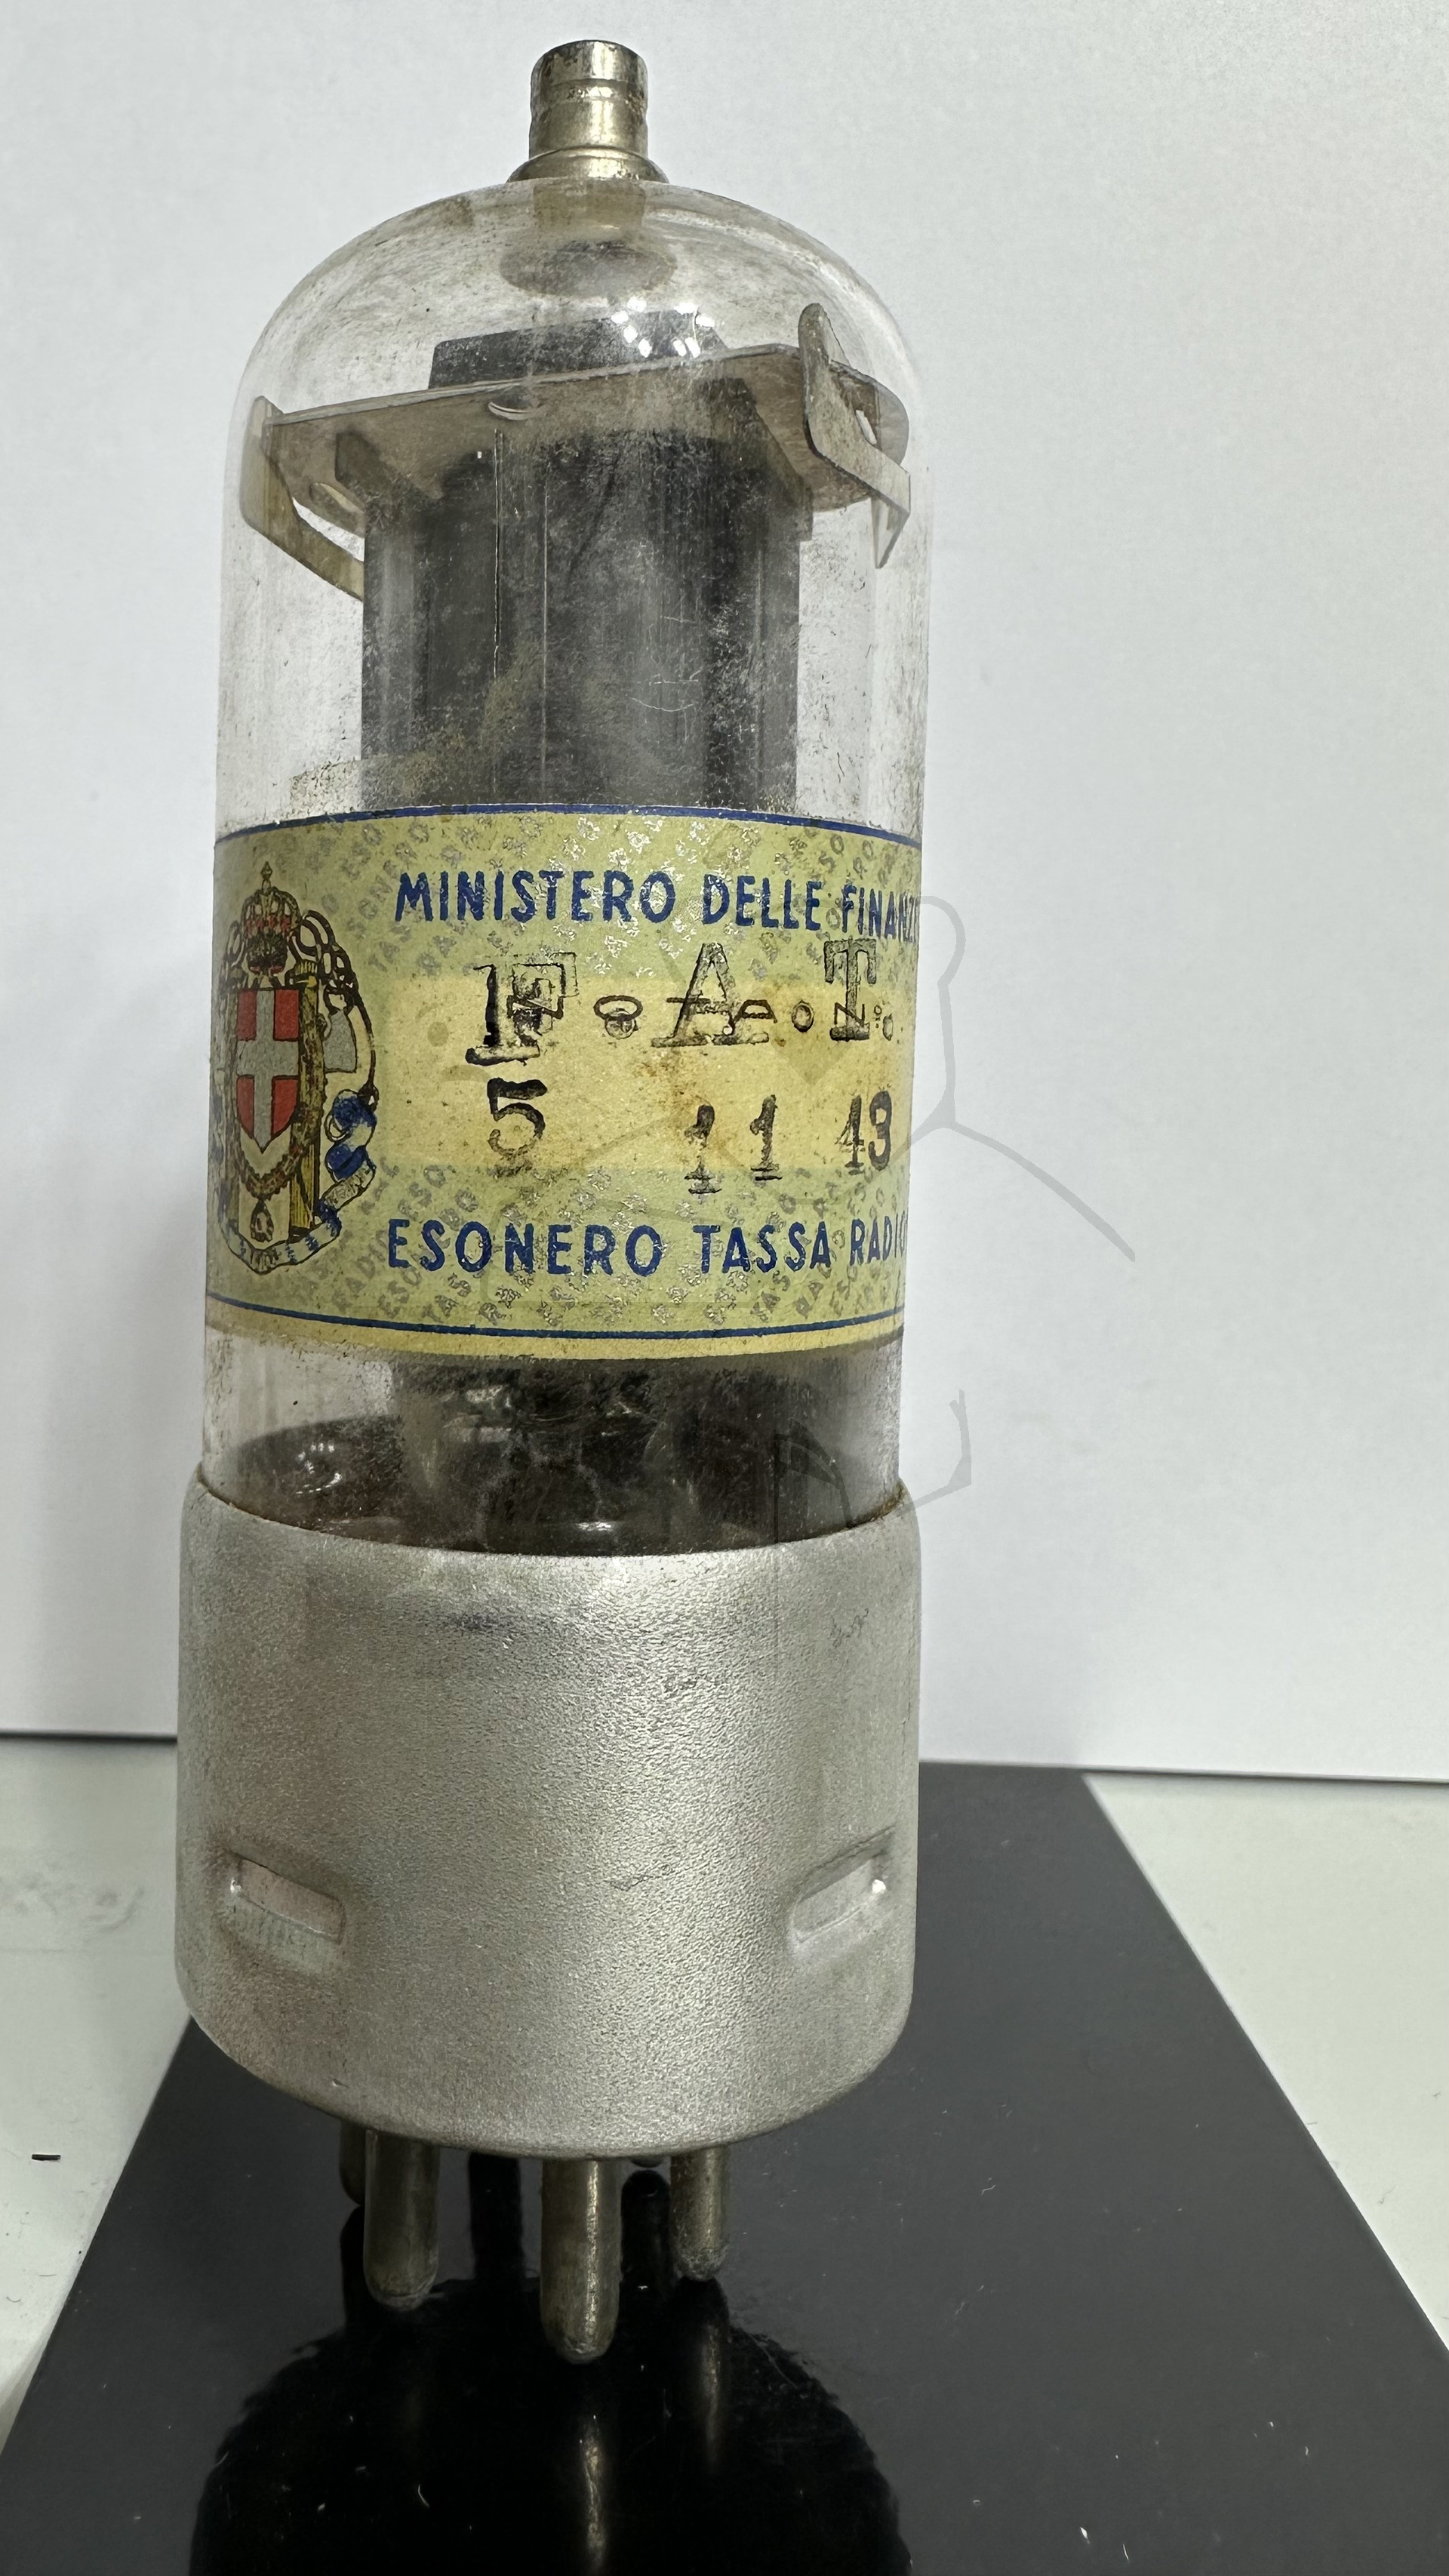 MINISTERO DELLE FINANZE
F.A.T.
5 11 43
ESONERO TASSA RADIO